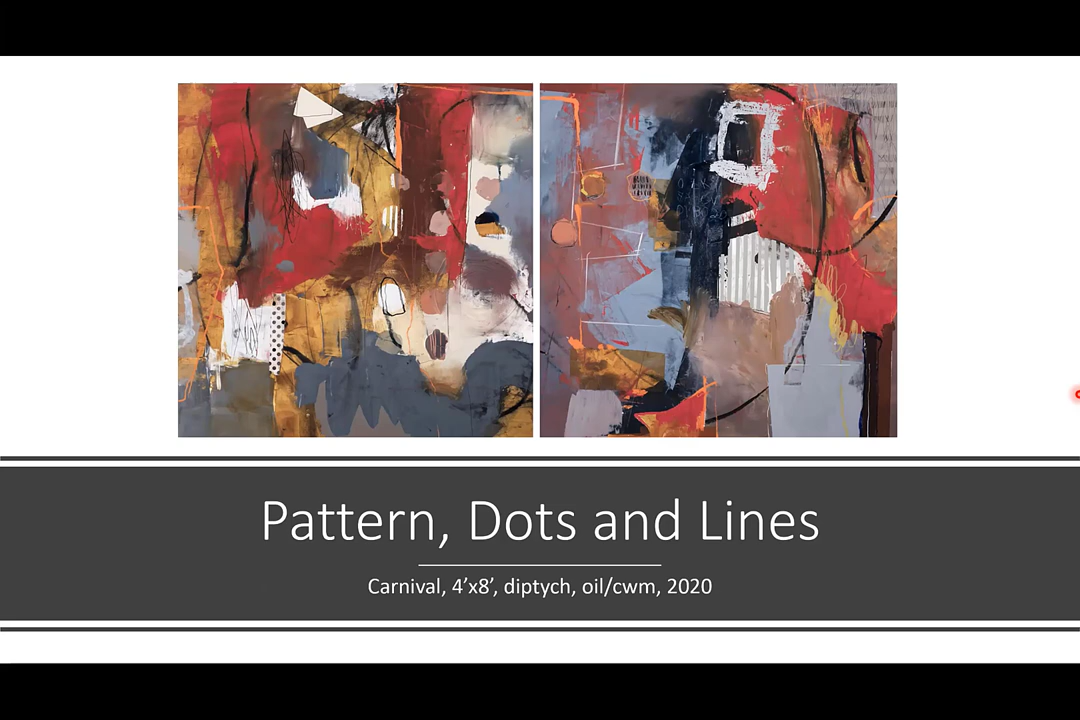 Pattern, Dots and Lines
Carnival, 4’x8’, diptych, oil/cwm, 2020